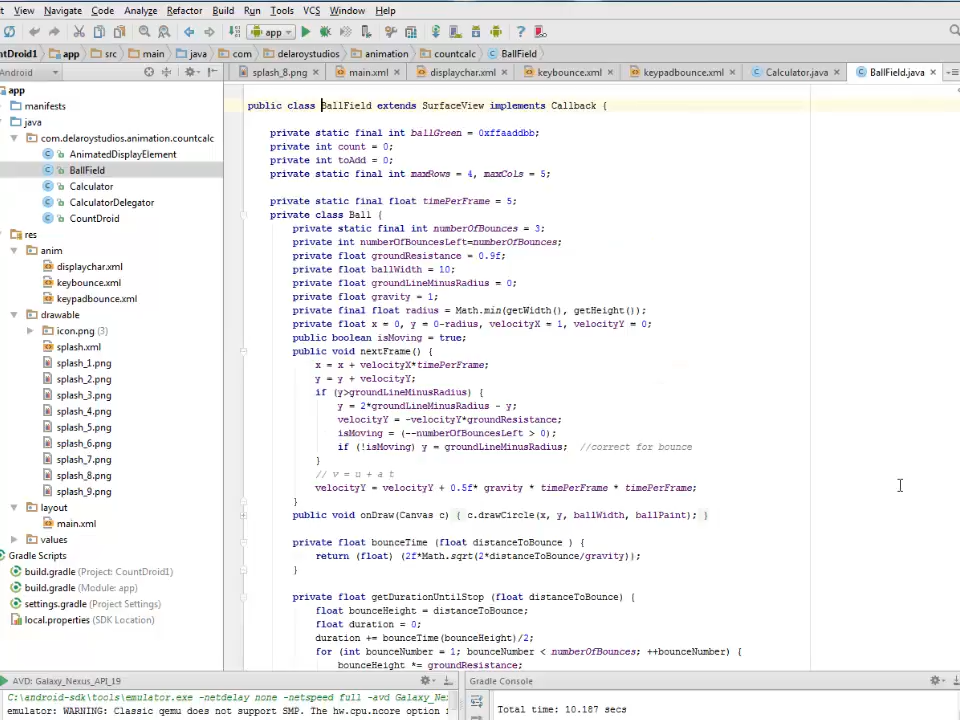 it View Navigate Code Analyze Refactor Build Run Tools VCS Window Help
app
ntDroid1 app src main java com delaroystudios animation countcalc BallField
Android
splash_8.png main.xml displaychar.xml keybounce.xml keypadbounce.xml Calculator.java BallField.java
app
manifests
java
com.delaroystudios.animation.countcalc
AnimatedDisplayElement
BallField
Calculator
CalculatorDelegator
CountDroid
res
anim
displaychar.xml
keybounce.xml
keypadbounce.xml
drawable
icon.png (3)
splash.xml
splash_1.png
splash_2.png
splash_3.png
splash_4.png
splash_5.png
splash_6.png
splash_7.png
splash_8.png
splash_9.png
layout
main.xml
values
Gradle Scripts
build.gradle (Project: CountDroid1)
build.gradle (Module: app)
settings.gradle (Project Settings)
local.properties (SDK Location)
public class BallField extends SurfaceView implements Callback {
private static final int ballGreen = 0xffaaddbb;
private int count = 0;
private int toAdd = 0;
private static final int maxRows = 4, maxCols = 5;
private static final float timePerFrame = 5;
private class Ball {
private static final int numberOfBounces = 3;
private int numberOfBouncesLeft=numberOfBounces;
private float groundResistance = 0.9f;
private float ballWidth = 10;
private float groundLineMinusRadius = 0;
private float gravity = 1;
private final float radius = Math.min(getWidth(), getHeight());
private float x = 0, y = 0-radius, velocityX = 1, velocityY = 0;
public boolean isMoving = true;
public void nextFrame() {
x = x + velocityX*timePerFrame;
y = y + velocityY;
if (y>groundLineMinusRadius) {
y = 2*groundLineMinusRadius - y;
velocityY = -velocityY*groundResistance;
isMoving = (--numberOfBouncesLeft > 0);
if (!isMoving) y = groundLineMinusRadius; //correct for bounce
}
// v = u + a t
velocityY = velocityY + 0.5f* gravity * timePerFrame * timePerFrame;
}
public void onDraw(Canvas c) { c.drawCircle(x, y, ballWidth, ballPaint); }
private float bounceTime (float distanceToBounce ) {
return (float) (2f*Math.sqrt(2*distanceToBounce/gravity));
}
private float getDurationUntilStop (float distanceToBounce) {
float bounceHeight = distanceToBounce;
float duration = 0;
duration += bounceTime(bounceHeight)/2;
for (int bounceNumber = 1; bounceNumber < numberOfBounces; ++bounceNumber) {
bounceHeight *= groundResistance;
AVD: Galaxy_Nexus_API_19
C:\android-sdk\tools\emulator.exe -netdelay none -netspeed full -avd Galaxy_Ne
emulator: WARNING: Classic qemu does not support SMP. The hw.cpu.ncore option
Gradle Console
Total time: 10.187 secs